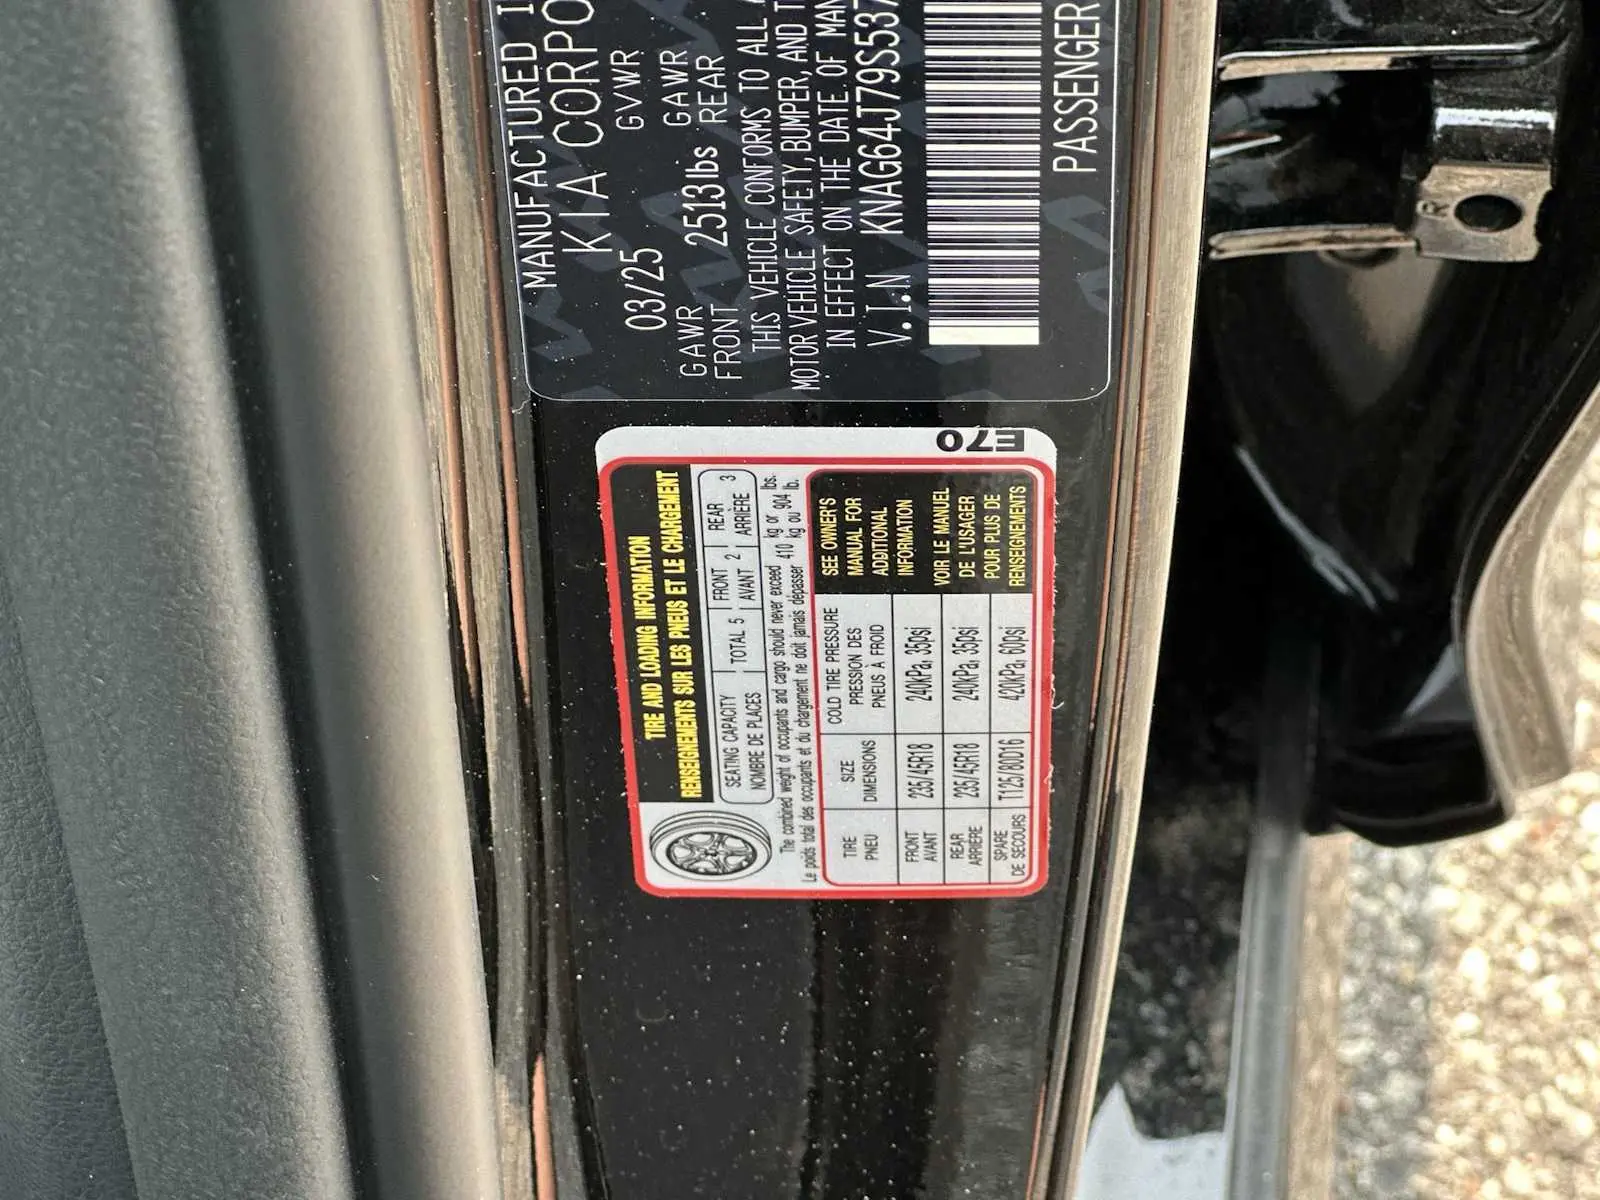 MANUFACTURED
KIA CORPO
03/25 GVWR
GAWR FRONT 2513lbs GAWR REAR
THIS VEHICLE CONFORMS TO ALL
MOTOR VEHICLE SAFETY, BUMPER, AND
IN EFFECT ON THE DATE OF
V.I.N KNAG64J79S537
PASSENGER
E70
TIRE AND LOADING INFORMATION
RENSEIGNEMENTS SUR LES PNEUS ET LE CHARGEMENT
SEATING CAPACITY TOTAL 5 FRONT 2 REAR 3
NOMBRE DE PLACES AVANT ARRIÈRE
The combined weight of occupants and cargo should never exceed 410 kg or 904 lbs.
Le poids total des occupants et du chargement ne doit jamais dépasser 410 kg ou 904 lb.
TIRE SIZE COLD TIRE PRESSURE
PNEU DIMENSIONS PRESSION DES PNEUS À FROID
FRONT AVANT 235/45R18 240kPa, 35psi
REAR ARRIÈRE 235/45R18 240kPa, 35psi
SPARE DE SECOURS T125/80D16 420kPa, 60psi
SEE OWNER'S
MANUAL FOR
ADDITIONAL
INFORMATION
VOIR LE MANUEL
DE L'USAGER
POUR PLUS DE
RENSEIGNEMENTS